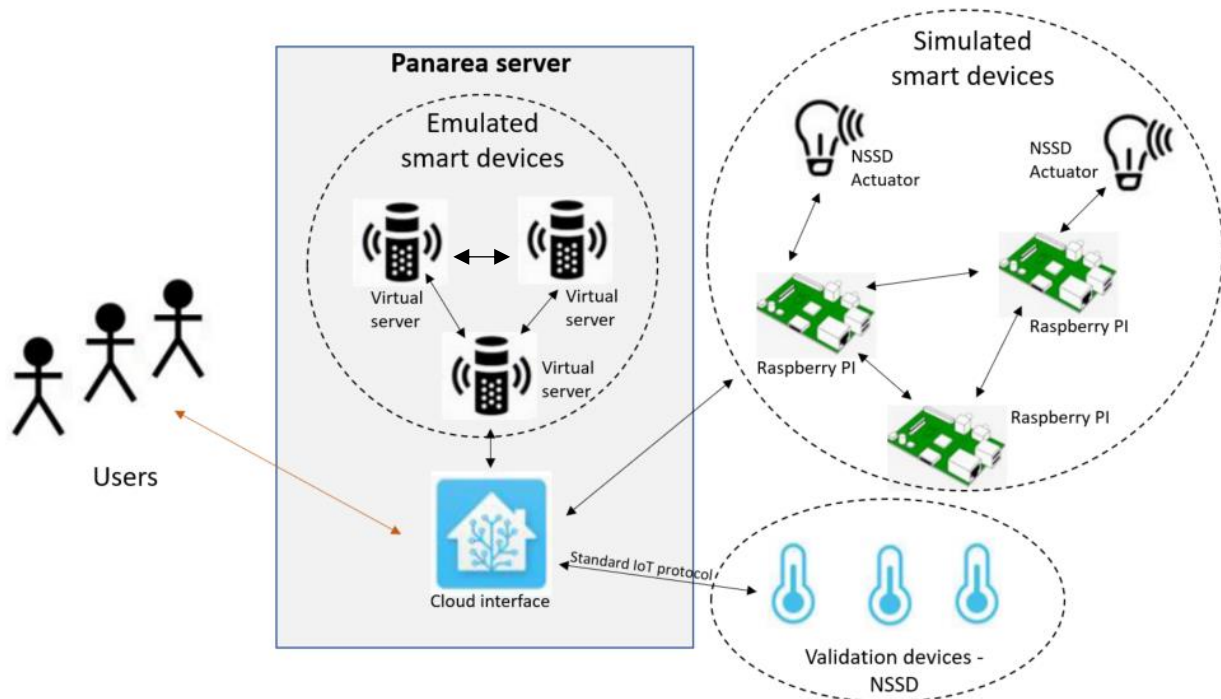 Panarea server
Emulated
smart devices
Virtual
server
Virtual
server
Virtual
server
Cloud interface
Users
Simulated
smart devices
NSSD
Actuator
NSSD
Actuator
Raspberry PI
Raspberry PI
Raspberry PI
Standard IoT protocol
Validation devices -
NSSD